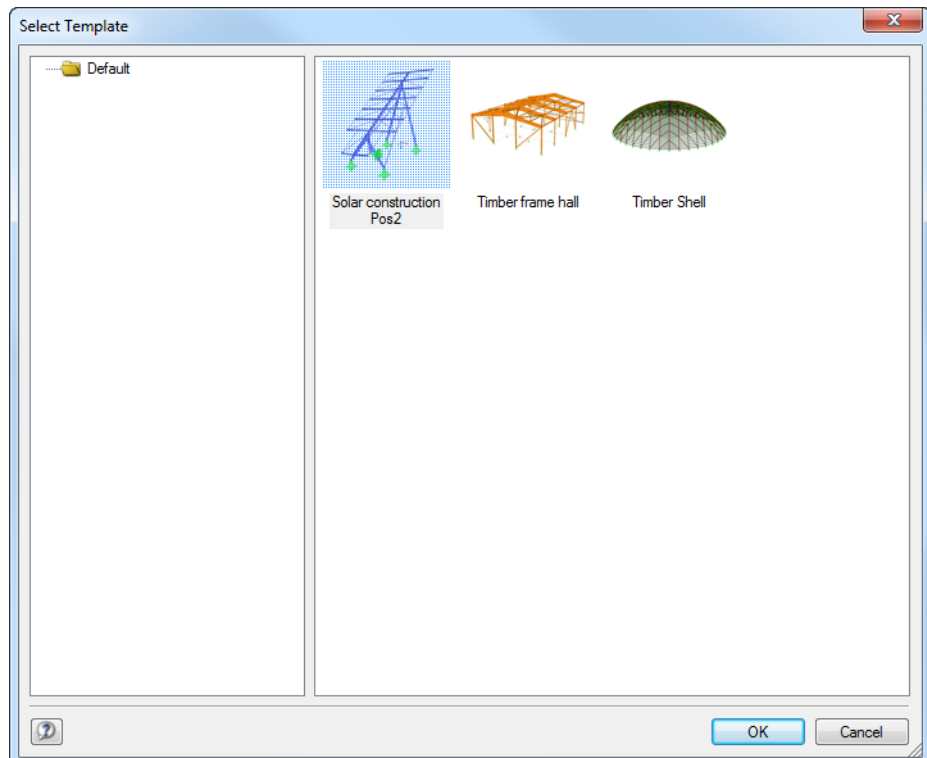 Select Template
Default
Solar construction
Pos2
Timber frame hall
Timber Shell
OK
Cancel